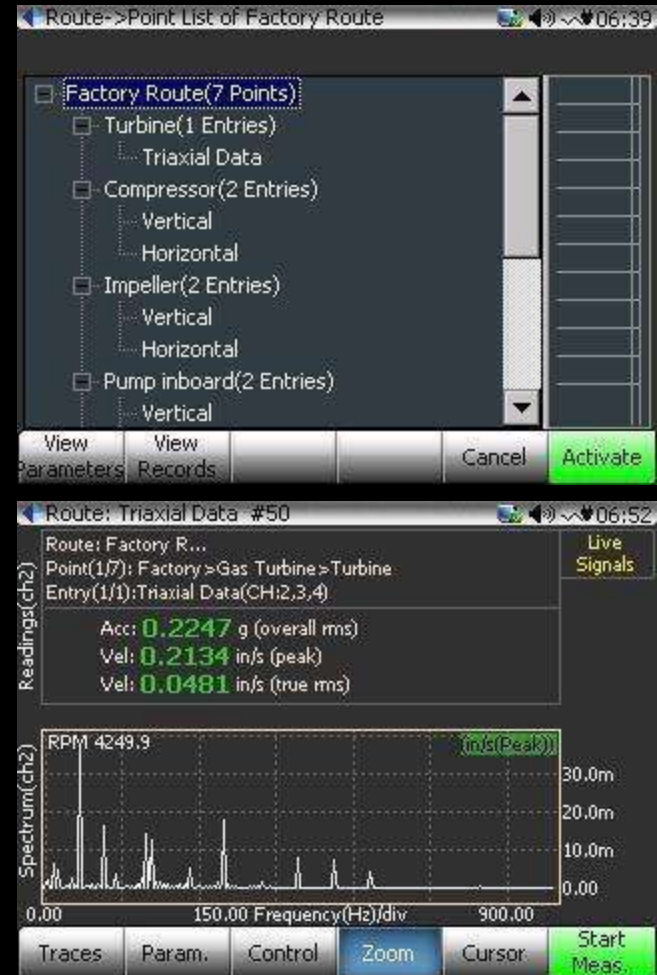 Route->Point List of Factory Route 06:39
Factory Route(7 Points)
Turbine(1 Entries)
Triaxial Data
Compressor(2 Entries)
Vertical
Horizontal
Impeller(2 Entries)
Vertical
Horizontal
Pump inboard(2 Entries)
Vertical
View Parameters
View Records
Cancel
Activate
Route: Triaxial Data #50 06:52
Readings(ch2)
Route: Factory R...
Point(1/7): Factory>Gas Turbine>Turbine
Entry(1/1):Triaxial Data(CH:2,3,4)
Acc: 0.2247 g (overall rms)
Vel: 0.2134 in/s (peak)
Vel: 0.0481 in/s (true rms)
Live
Signals
Spectrum(ch2)
RPM 4249.9
(in/s(Peak))
30.0m
20.0m
10.0m
0.00
0.00 150.00 Frequency(Hz)/div 900.00
Traces
Param.
Control
Zoom
Cursor
Start
Meas.